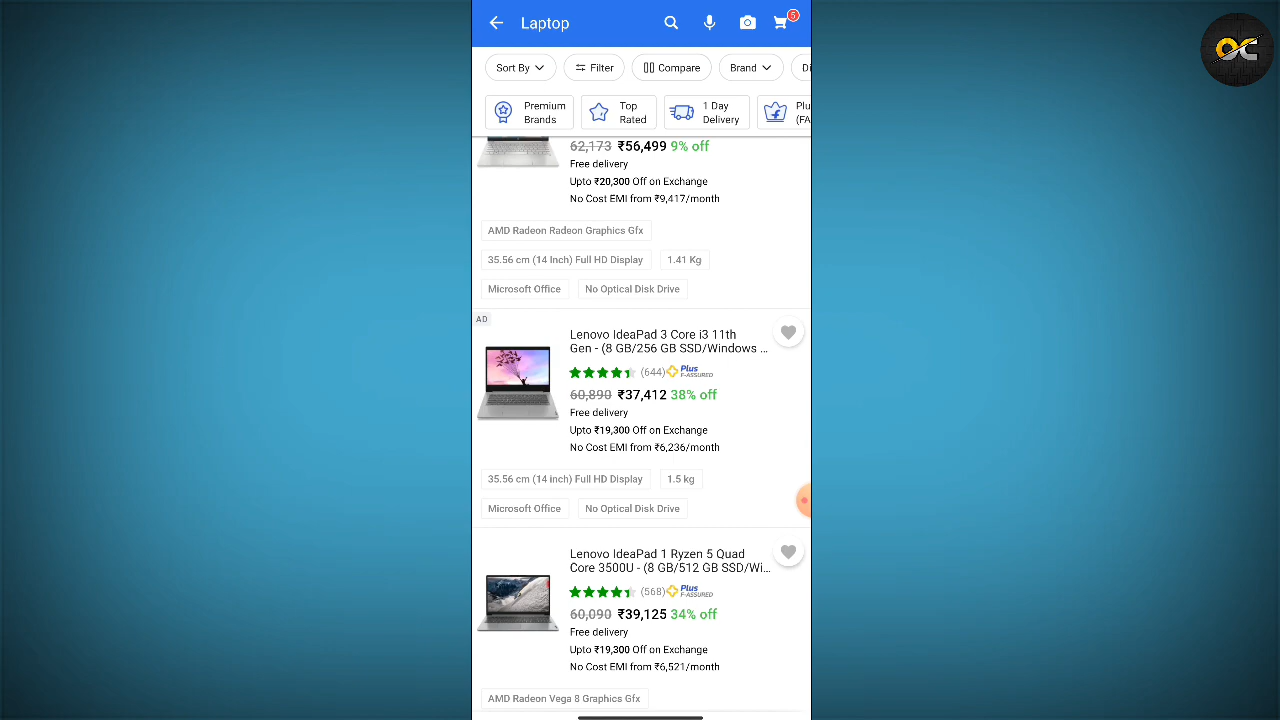 Laptop
5
Sort By
Filter
Compare
Brand
Di
Premium Brands
Top Rated
1 Day Delivery
Plu (FA
62,173 ₹56,499 9% off
Free delivery
Upto ₹20,300 Off on Exchange
No Cost EMI from ₹9,417/month
AMD Radeon Radeon Graphics Gfx
35.56 cm (14 Inch) Full HD Display
1.41 Kg
Microsoft Office
No Optical Disk Drive
AD
Lenovo IdeaPad 3 Core i3 11th
Gen - (8 GB/256 GB SSD/Windows ...
(644) Plus
F-ASSURED
60,890 ₹37,412 38% off
Free delivery
Upto ₹19,300 Off on Exchange
No Cost EMI from ₹6,236/month
35.56 cm (14 inch) Full HD Display
1.5 kg
Microsoft Office
No Optical Disk Drive
Lenovo IdeaPad 1 Ryzen 5 Quad
Core 3500U - (8 GB/512 GB SSD/Wi...
(568) Plus
F-ASSURED
60,090 ₹39,125 34% off
Free delivery
Upto ₹19,300 Off on Exchange
No Cost EMI from ₹6,521/month
AMD Radeon Vega 8 Graphics Gfx